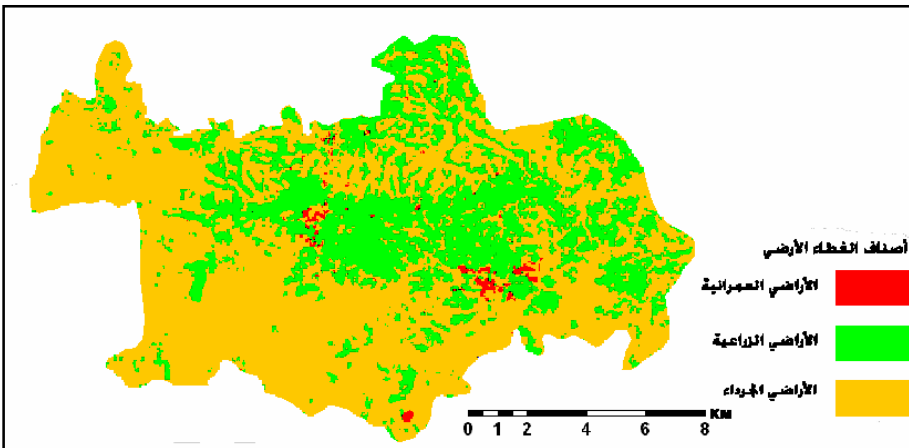 أصناف الغطاء الأرضي
الأراضي العمرانية
الأراضي الزراعية
الأراضي الجرداء
0 1 2 4 6 8 KM